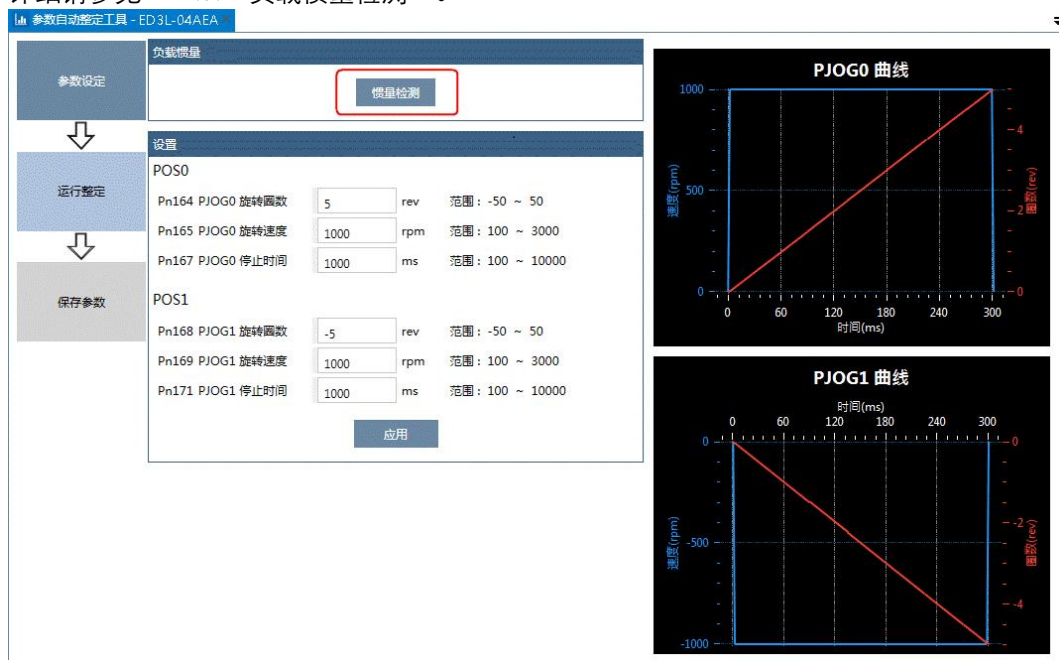 参数自动整定工具 - ED3L-04AEA
参数设定
运行整定
保存参数
负载惯量
惯量检测
设置
POS0
Pn164 PJOG0 旋转圈数 5 rev 范围: -50 ~ 50
Pn165 PJOG0 旋转速度 1000 rpm 范围: 100 ~ 3000
Pn167 PJOG0 停止时间 1000 ms 范围: 100 ~ 10000
POS1
Pn168 PJOG1 旋转圈数 -5 rev 范围: -50 ~ 50
Pn169 PJOG1 旋转速度 1000 rpm 范围: 100 ~ 3000
Pn171 PJOG1 停止时间 1000 ms 范围: 100 ~ 10000
应用
PJOG0 曲线
速度(rpm)
1000
500
0
4
2
0
圈数(rev)
0 60 120 180 240 300
时间(ms)
PJOG1 曲线
时间(ms)
0 60 120 180 240 300
速度(rpm)
0
-500
-1000
0
-2
-4
圈数(rev)